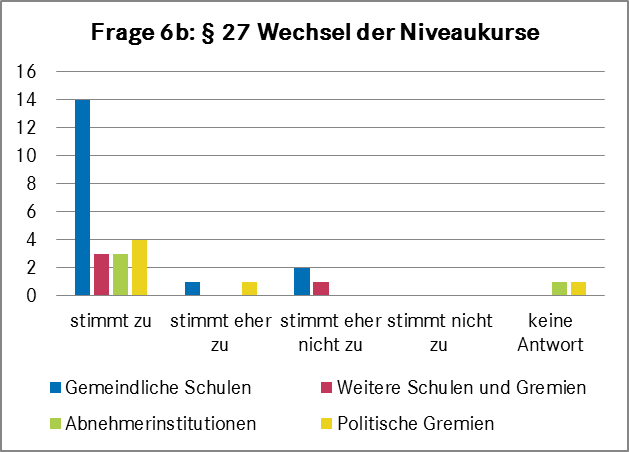 Frage 6b: § 27 Wechsel der Niveaukurse
16
14
12
10
8
6
4
2
0
stimmt zu
stimmt eher
zu
stimmt eher
nicht zu
stimmt nicht
zu
keine
Antwort
Gemeindliche Schulen
Weitere Schulen und Gremien
Abnehmerinstitutionen
Politische Gremien